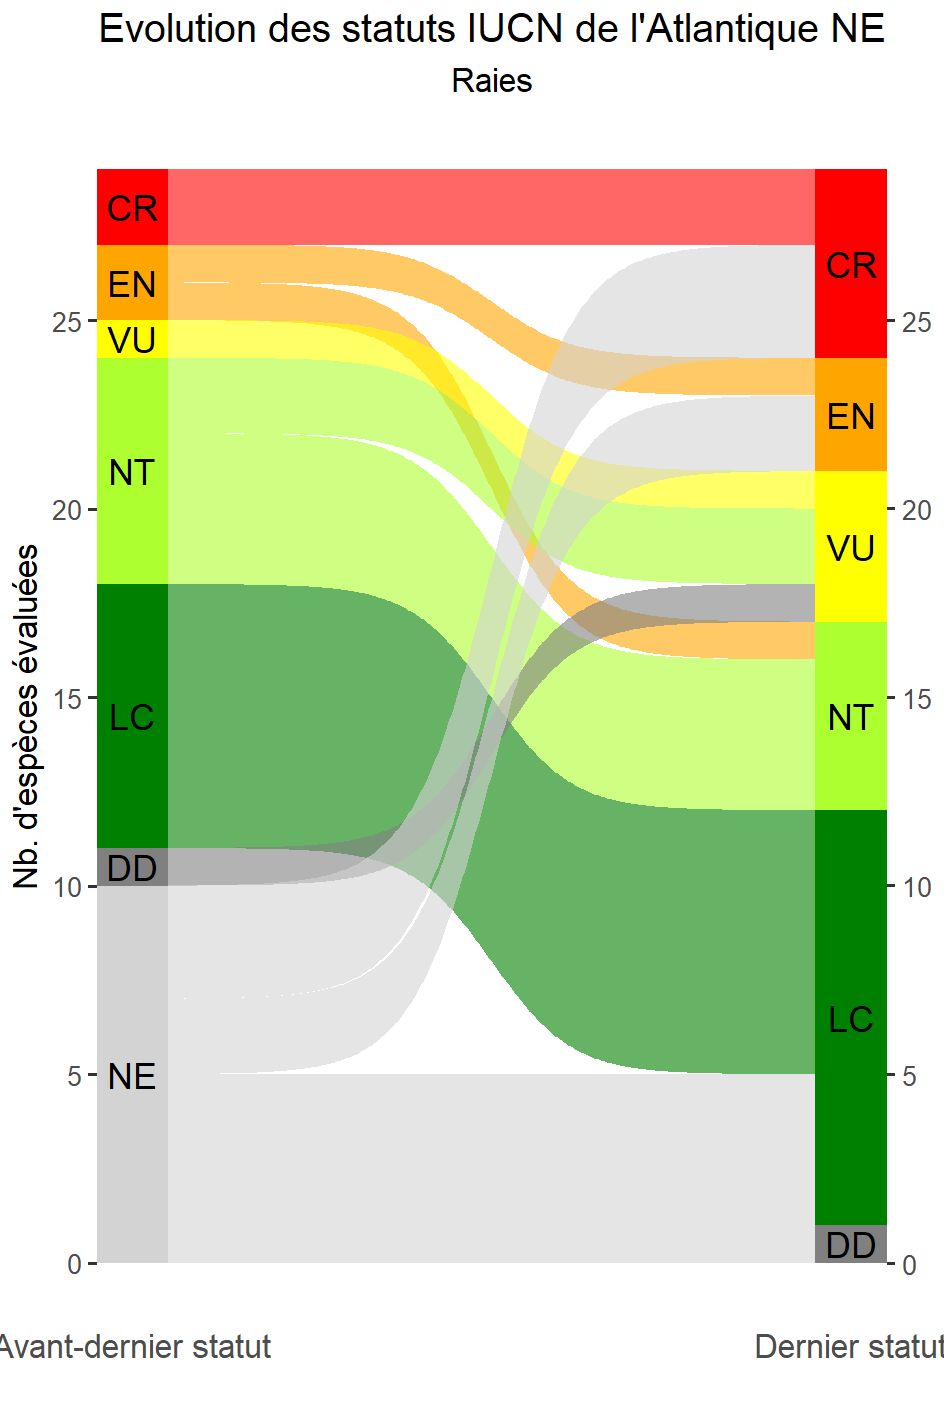 Evolution des statuts IUCN de l'Atlantique NE
Raies
Nb. d'espèces évaluées
25
20
15
10
5
0
CR
EN
VU
NT
LC
DD
NE
CR
EN
VU
NT
LC
DD
25
20
15
10
5
0
Avant-dernier statut
Dernier statut